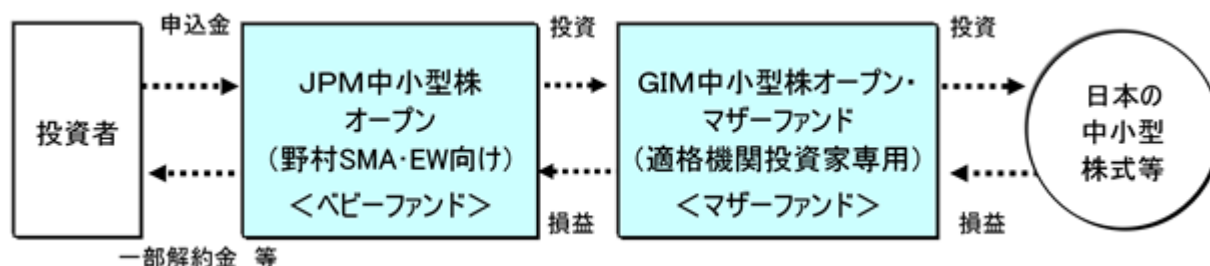 申込金
投資
投資
投資者
JPM中小型株
オープン
（野村SMA･EW向け）
＜ベビーファンド＞
GIM中小型株オープン･
マザーファンド
（適格機関投資家専用）
＜マザーファンド＞
日本の
中小型
株式等
一部解約金 等
損益
損益